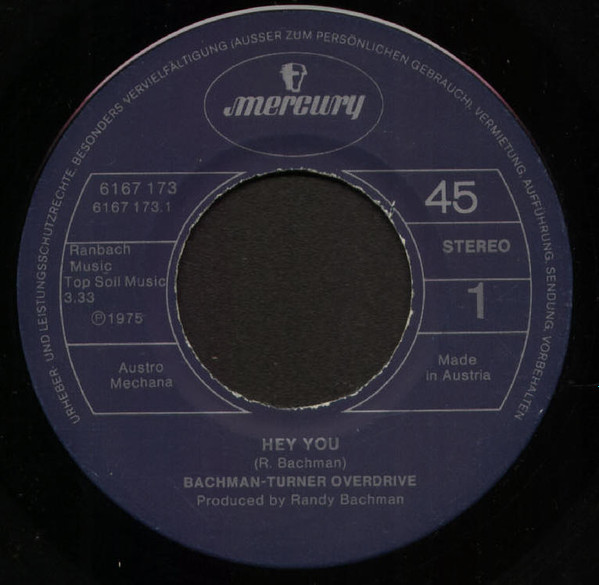 URHEBER- UND LEISTUNGSSCHUTZRECHTE, BESONDERS VERVIELFÄLTIGUNG (AUSSER ZUM PERSÖNLICHEN GEBRAUCH), VERMIETUNG, AUFFÜHRUNG, SENDUNG, VORBEHALTEN
mercury
6167 173
6167 173.1
45
STEREO
Ranbach
Music
Top Soil Music
3.33
℗1975
1
Austro
Mechana
Made
in Austria
HEY YOU
(R. Bachman)
BACHMAN-TURNER OVERDRIVE
Produced by Randy Bachman